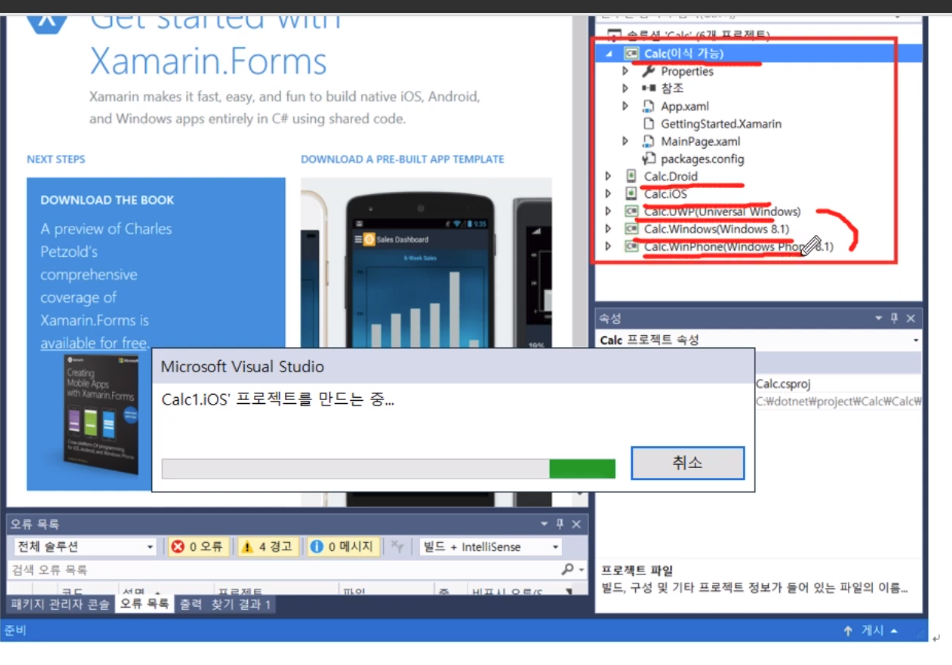 Get started with
Xamarin.Forms
Xamarin makes it fast, easy, and fun to build native iOS, Android,
and Windows apps entirely in C# using shared code.
NEXT STEPS
DOWNLOAD A PRE-BUILT APP TEMPLATE
DOWNLOAD THE BOOK
A preview of Charles
Petzold's
comprehensive
coverage of
Xamarin.Forms is
available for free.
Creating
Mobile Apps
with Xamarin.Forms
9:35
Sales Dashboard
6-Week Sales
솔루션 'Calc' (6개 프로젝트)
Calc(이식 가능)
Properties
참조
App.xaml
GettingStarted.Xamarin
MainPage.xaml
packages.config
Calc.Droid
Calc.iOS
Calc.UWP(Universal Windows)
Calc.Windows(Windows 8.1)
Calc.WinPhone(Windows Phone 8.1)
속성
Calc 프로젝트 속성
Calc.csproj
C:₩dotnet₩project₩Calc₩Calc₩
프로젝트 파일
빌드, 구성 및 기타 프로젝트 정보가 들어 있는 파일의 이름...
Microsoft Visual Studio
Calc1.iOS' 프로젝트를 만드는 중...
취소
오류 목록
전체 솔루션 0 오류 4 경고 0 메시지 빌드 + IntelliSense
검색 오류 목록
코드 설명 프로젝트 파일 줄
패키지 관리자 콘솔 오류 목록 출력 찾기 결과 1
준비 게시